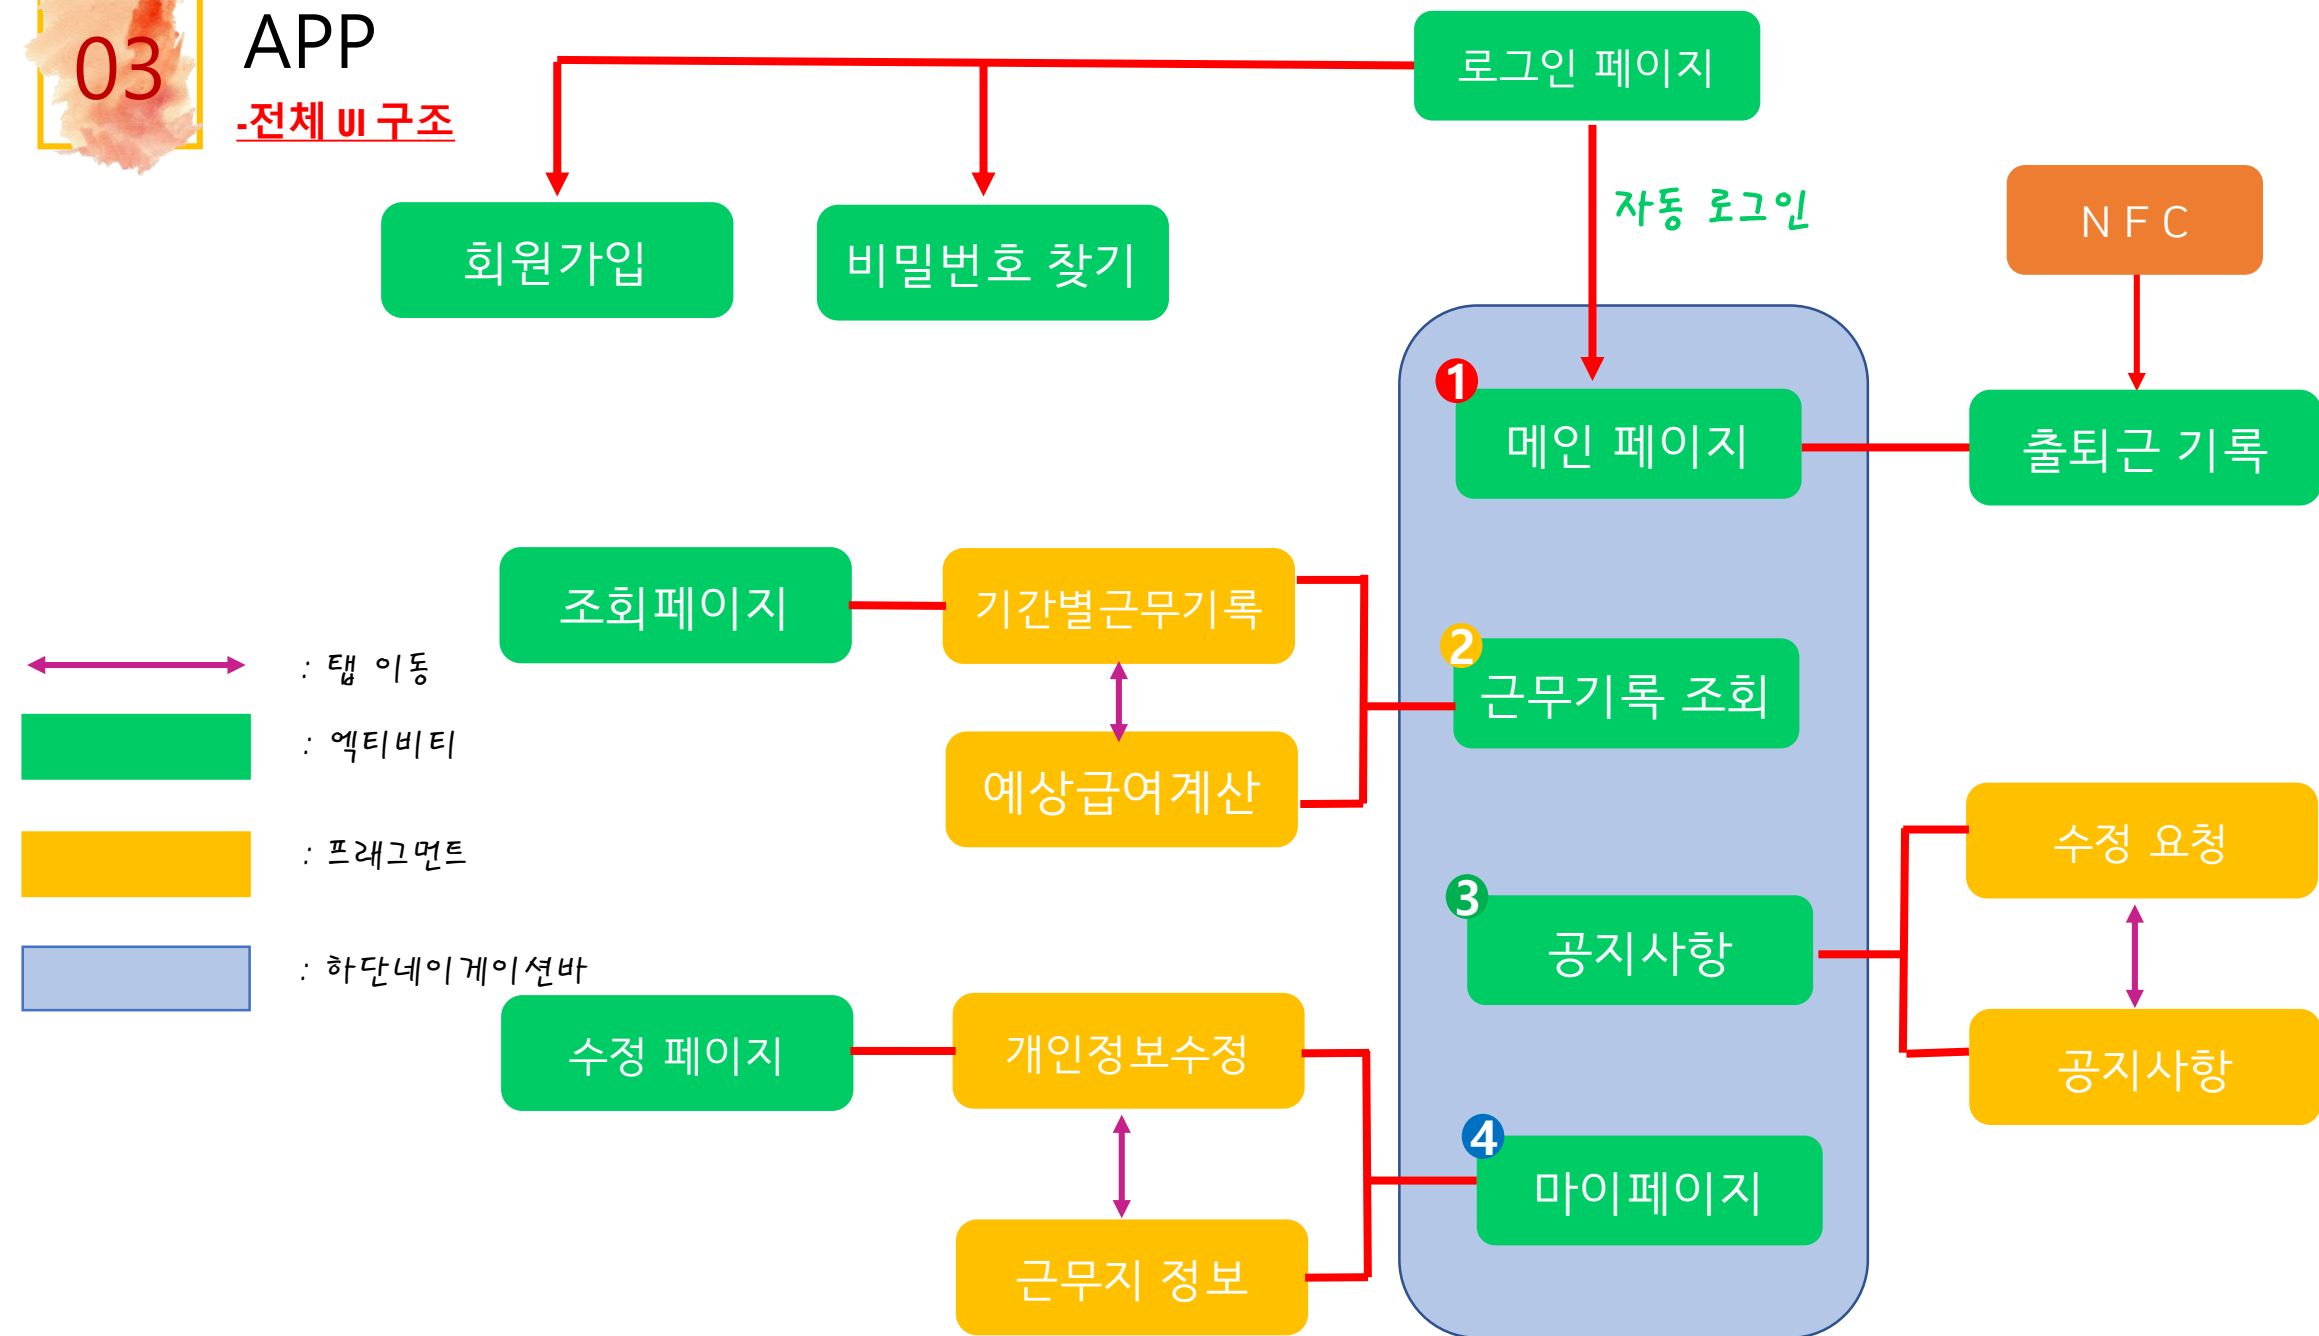 03
APP
-전체 UI 구조
로그인 페이지
자동 로그인
NFC
회원가입
비밀번호 찾기
1
메인 페이지
출퇴근 기록
조회페이지
기간별근무기록
2
근무기록 조회
: 탭 이동
: 엑티비티
예상급여계산
: 프래그먼트
수정 요청
3
공지사항
: 하단네이게이션바
수정 페이지
개인정보수정
공지사항
4
마이페이지
근무지 정보